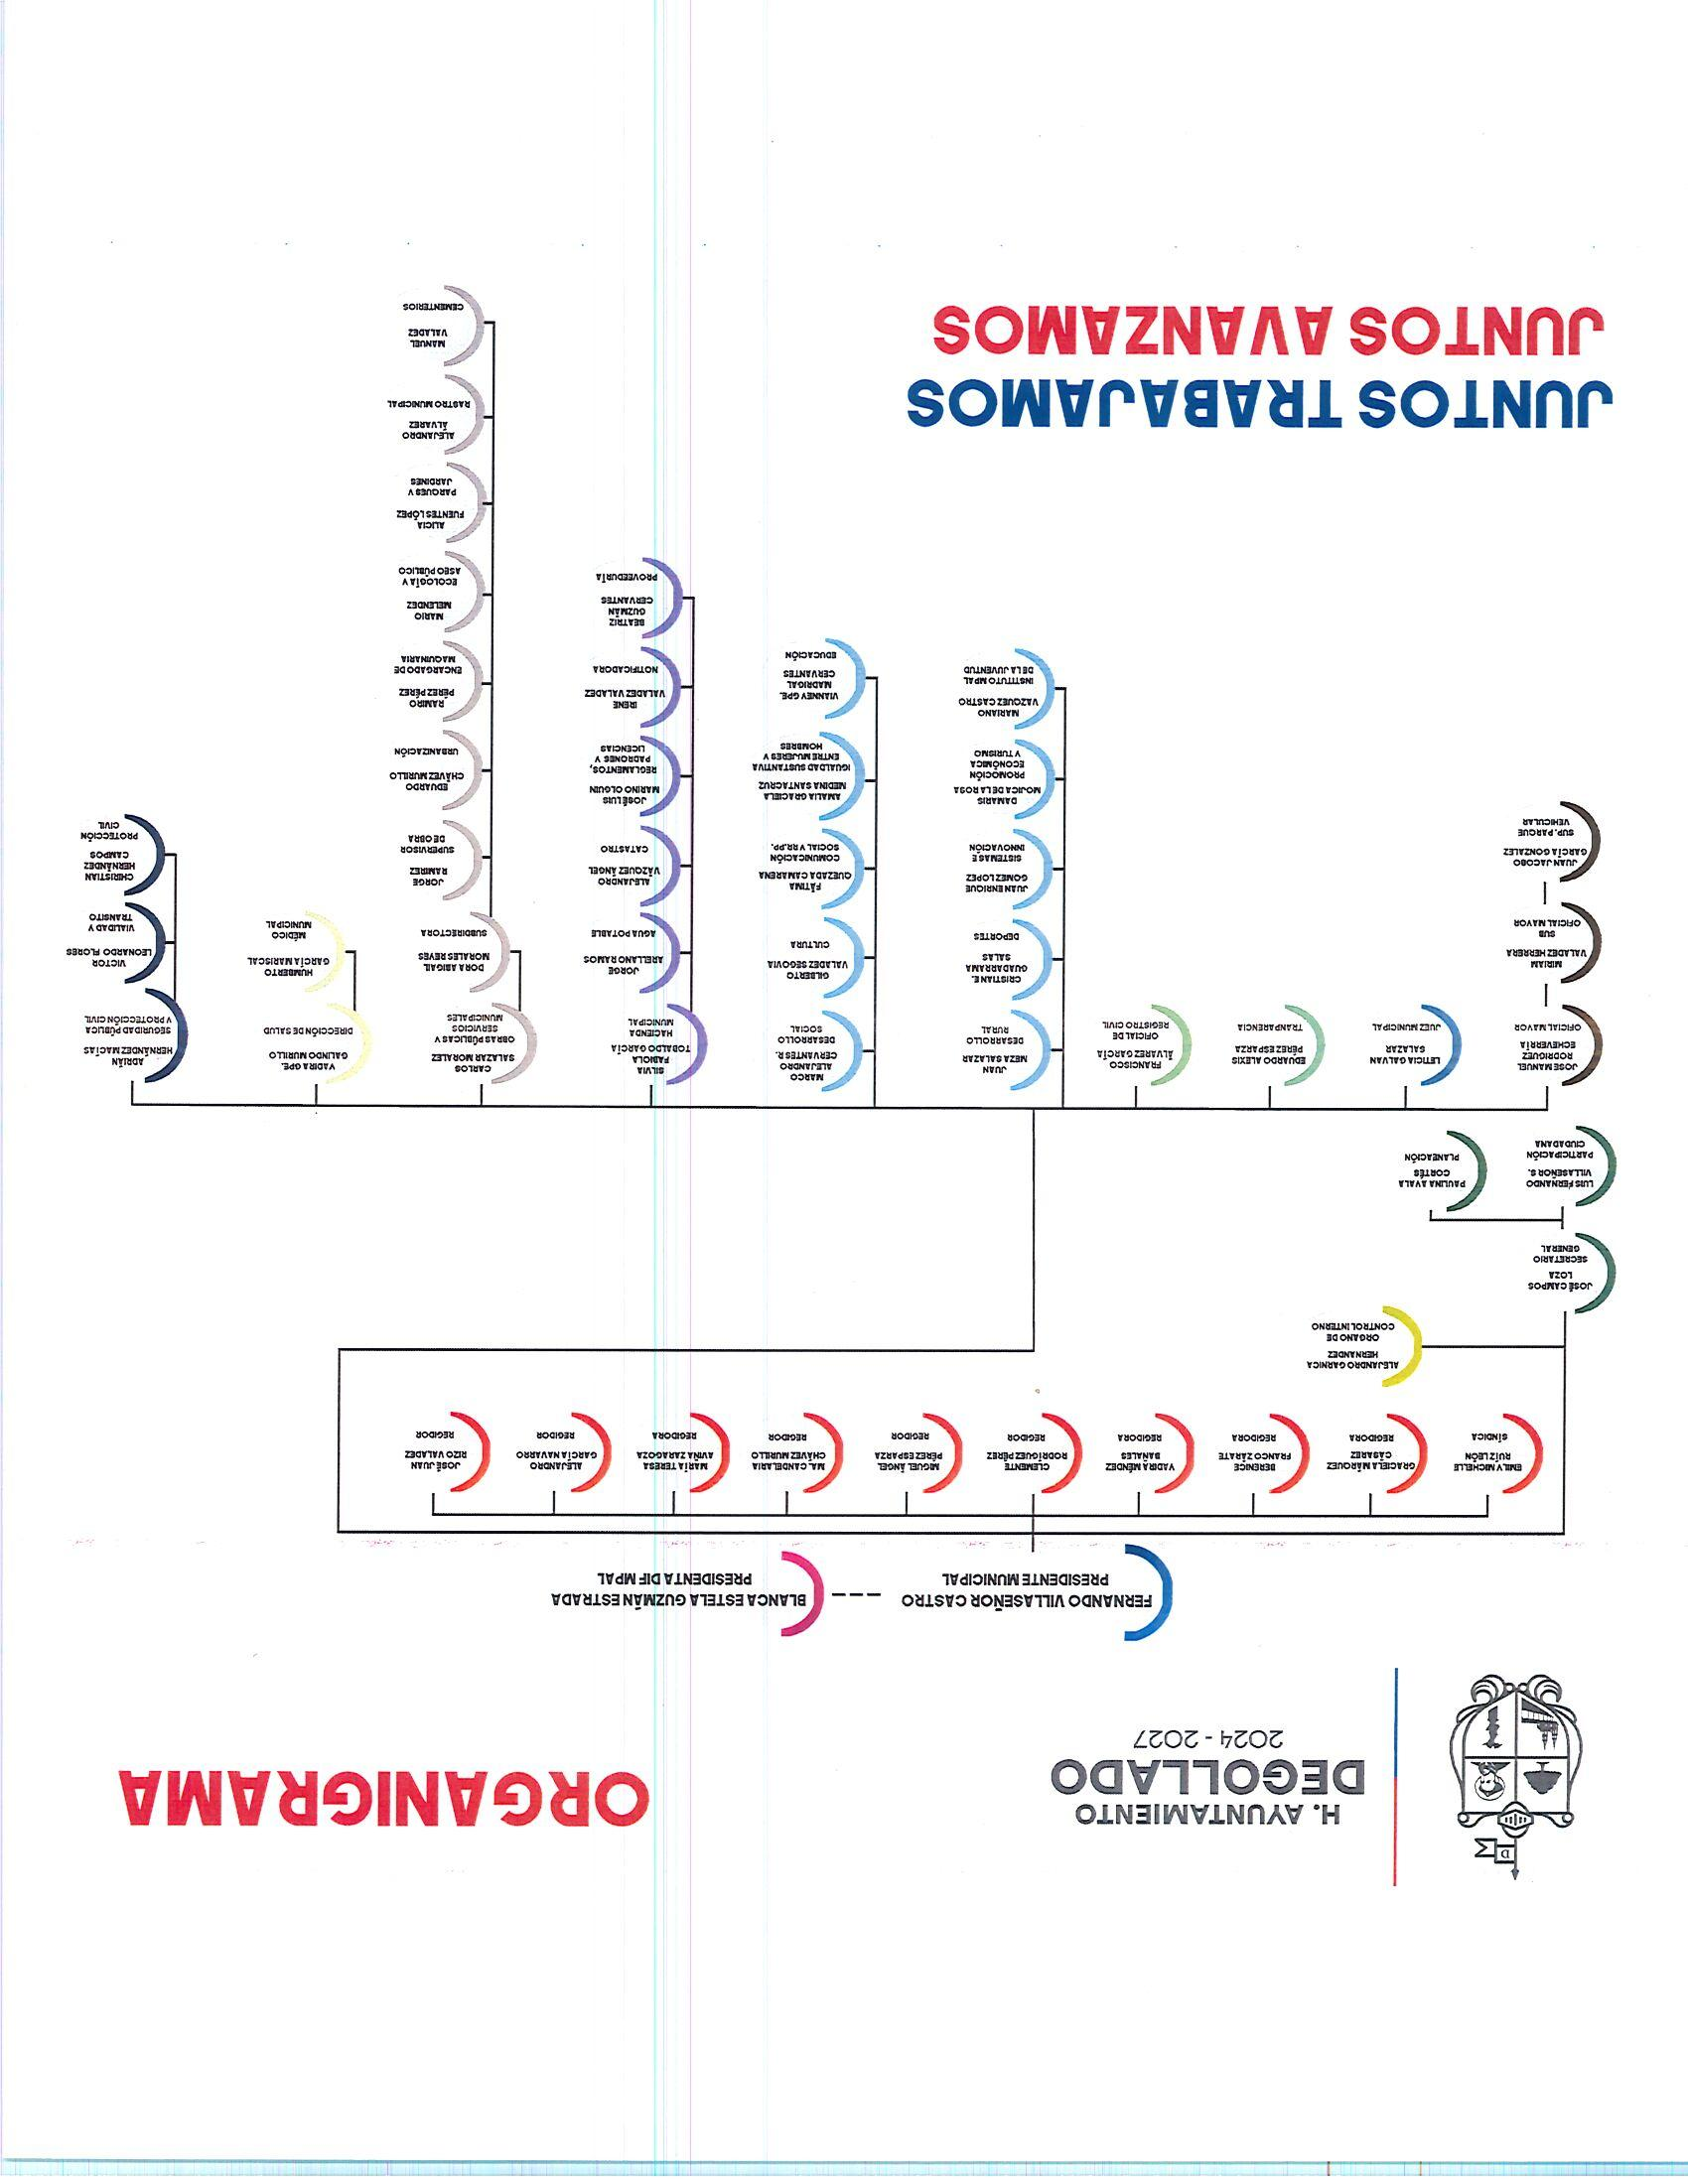 D M
H. AYUNTAMIENTO
DEGOLLADO
2024 - 2027
ORGANIGRAMA
FERNANDO VILLASEÑOR CASTRO
PRESIDENTE MUNICIPAL
BLANCA ESTELA GUZMÁN ESTRADA
PRESIDENTA DIF MPAL
EMILY MICHELLE
RUÍZ LEÓN
SÍNDICA
GRACIELA MÁRQUEZ
CÁSAREZ
REGIDORA
BERENICE
FRANCO ZÁRATE
REGIDORA
YADIRA MÉNDEZ
BAÑALES
REGIDORA
CLEMENTE
RODRÍGUEZ PÉREZ
REGIDOR
MIGUEL ÁNGEL
PÉREZ ESPARZA
REGIDOR
MA. CANDELARIA
CHÁVEZ MURILLO
REGIDOR
MARÍA TERESA
AVIÑA ZARAGOZA
REGIDORA
ALEJANDRO
GARCÍA NAVARRO
REGIDOR
JOSÉ JUAN
RIZO VALADEZ
REGIDOR
ALEJANDRO GARNICA
HERNANDEZ
ORGANO DE
CONTROL INTERNO
JOSÉ CAMPOS
LOZA
SECRETARIO
GENERAL
LUIS FERNANDO
VILLASEÑOR S.
PARTICIPACIÓN
CIUDADANA
PAULINA AYALA
CORTÉS
PLANEACIÓN
JOSE MANUEL
RODRIGUEZ
ECHEVERÍA
OFICIAL MAYOR
MIRIAM
VALADEZ HERRERA
SUB
OFICIAL MAYOR
JUAN JACOBO
GARCÍA GONZALEZ
SUP. PARQUE
VEHICULAR
LETICIA GALVAN
SALAZAR
JUEZ MUNICIPAL
EDUARDO ALEXIS
PÉREZ ESPARZA
TRANPARENCIA
FRANCISCO
ÁLVAREZ GARCÍA
OFICIAL DE
REGISTRO CIVIL
JUAN
MEZA SALAZAR
DESARROLLO
RURAL
CRISTIAN E.
GUADARRAMA
SALAS
DEPORTES
JUAN ENRIQUE
GOMEZ LOPEZ
SISTEMAS E
INNOVACIÓN
DAMARIS
MOJICA DE LA ROSA
PROMOCIÓN
ECONÓMICA
Y TURISMO
MARIANO
VAZQUEZ CASTRO
INSTITUTO MPAL
DE LA JUVENTUD
MARCO
ALEJANDRO
CERVANTES R.
DESARROLLO
SOCIAL
GILBERTO
VALADEZ SEGOVIA
CULTURA
FÁTIMA
QUEZADA CAMARENA
COMUNICACIÓN
SOCIAL Y RR.PP.
AMALIA GRACIELA
MEDINA SANTACRUZ
IGUALDAD SUSTANTIVA
ENTRE MUJERES Y
HOMBRES
VIANNEY GPE.
MADRIGAL
CERVANTES
EDUCACIÓN
SILVIA
FABIOLA
TOBALDO GARCÍA
HACIENDA
MUNICIPAL
JORGE
ARELLANO RAMOS
AGUA POTABLE
ALEJANDRO
VÁZQUEZ ÁNGEL
CATASTRO
JOSÉ LUIS
MARINO OLGUIN
REGLAMENTOS,
PADRONES Y
LICENCIAS
IRENE
VALADEZ VALADEZ
NOTIFICADORA
BEATRIZ
GUZMÁN
CERVANTES
PROVEEDURÍA
CARLOS
SALAZAR MORALEZ
OBRAS PÚBLICAS Y
SERVICIOS
MUNICIPALES
DORA ABIGAIL
MORALES REYES
SUBDIRECTORA
JORGE
RAMIREZ
SUPERVISOR
DE OBRA
EDUARDO
CHÁVEZ MURILLO
URBANIZACIÓN
RAMIRO
PÉREZ PÉREZ
ENCARGADO DE
MAQUINARIA
MARIO
MELENDEZ
ECOLOGÍA Y
ASEO PÚBLICO
ALICIA
FUENTES LÓPEZ
PARQUES Y
JARDINES
ALEJANDRO
ÁLVAREZ
RASTRO MUNICIPAL
MANUEL
VALADEZ
CEMENTERIOS
YADIRA GPE.
GALINDO MURILLO
DIRECCIÓN DE SALUD
HUMBERTO
GARCÍA MARISCAL
MÉDICO
MUNICIPAL
ADRIÁN
HERNÁNDEZ MACÍAS
SEGURIDAD PÚBLICA
Y PROTECCIÓN CIVIL
VICTOR
LEONARDO FLORES
VIALIDAD Y
TRANSITO
CHRISTIAN
HERNÁNDEZ
CAMPOS
PROTECCIÓN
CIVIL
JUNTOS TRABAJAMOS
JUNTOS AVANZAMOS